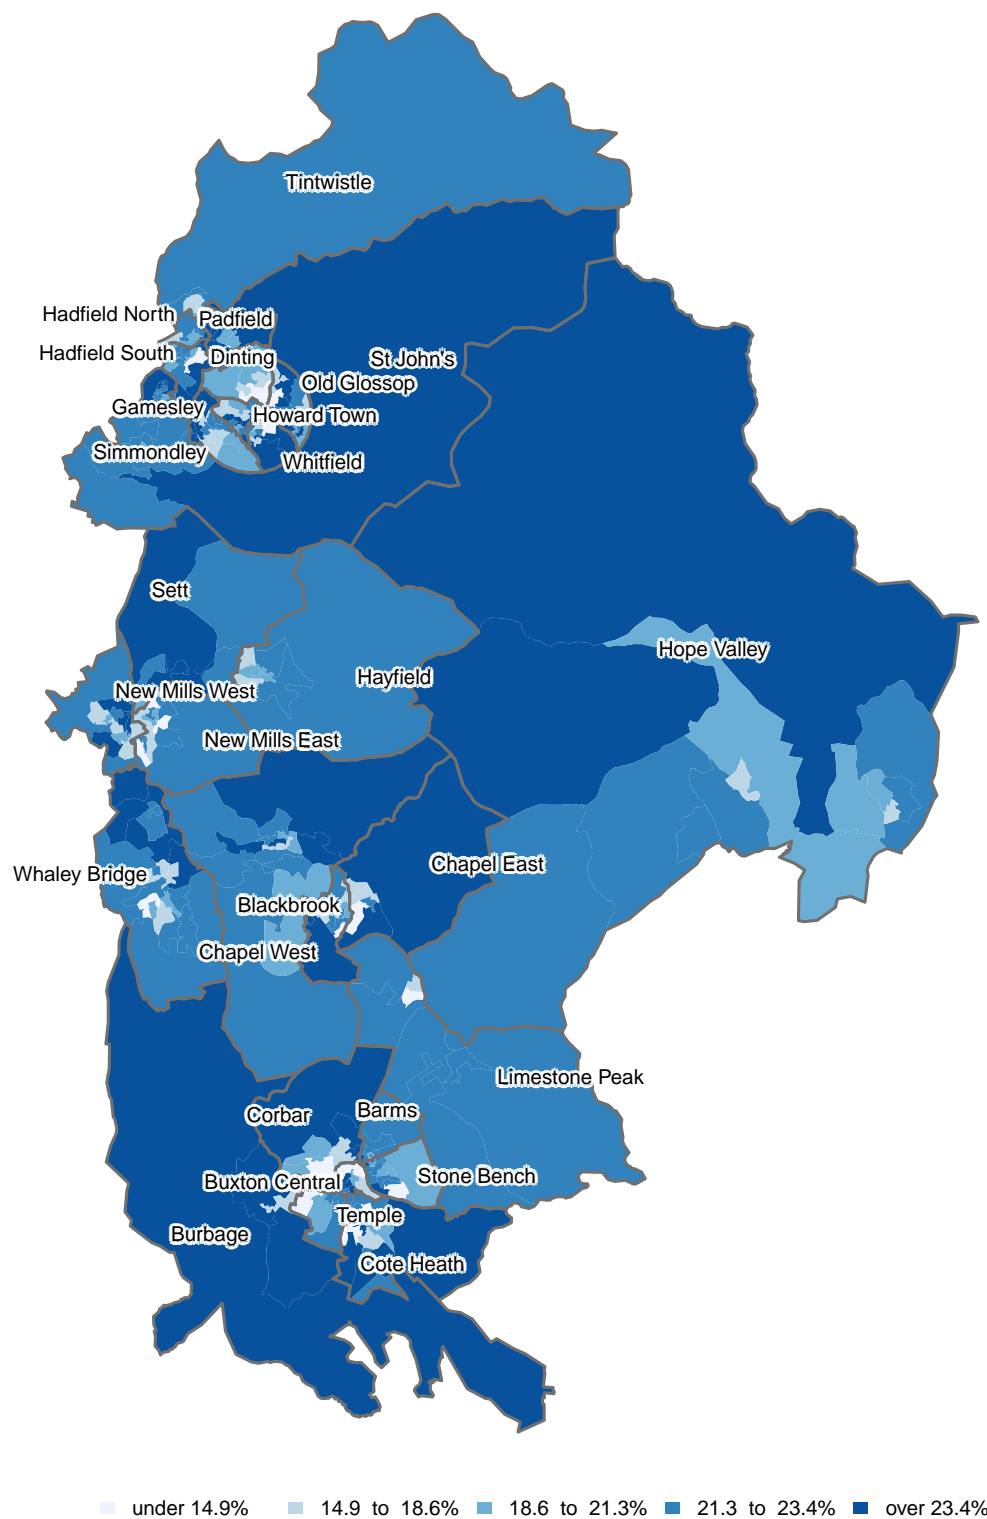 Tintwistle
Hadfield North
Padfield
Hadfield South
Dinting
St John's
Old Glossop
Gamesley
Howard Town
Simmondley
Whitfield
Sett
Hope Valley
Hayfield
New Mills West
New Mills East
Chapel East
Whaley Bridge
Blackbrook
Chapel West
Limestone Peak
Corbar
Barms
Buxton Central
Stone Bench
Temple
Burbage
Cote Heath
under 14.9% 14.9 to 18.6% 18.6 to 21.3% 21.3 to 23.4% over 23.4%